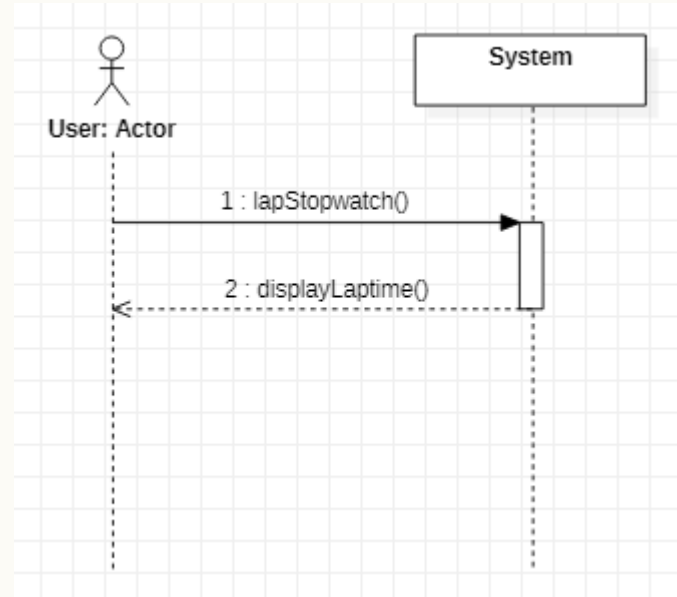 System
User: Actor
1 : lapStopwatch()
2 : displayLaptime()